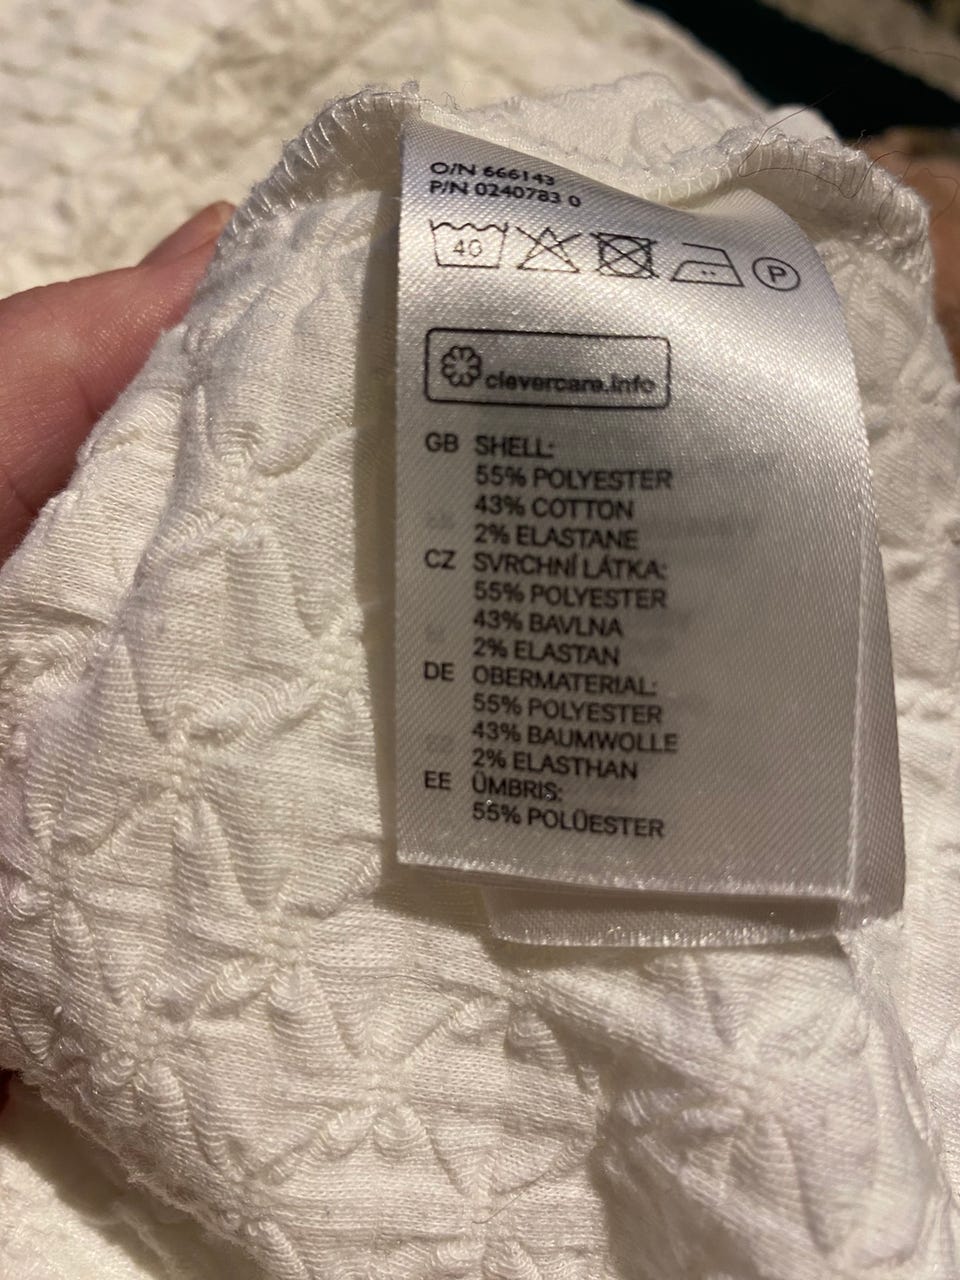 O/N 666143
P/N 0240783 0
40 P
clevercare.info
GB SHELL:
55% POLYESTER
43% COTTON
2% ELASTANE
CZ SVRCHNÍ LÁTKA:
55% POLYESTER
43% BAVLNA
2% ELASTAN
DE OBERMATERIAL:
55% POLYESTER
43% BAUMWOLLE
2% ELASTHAN
EE ÜMBRIS:
55% POLÜESTER